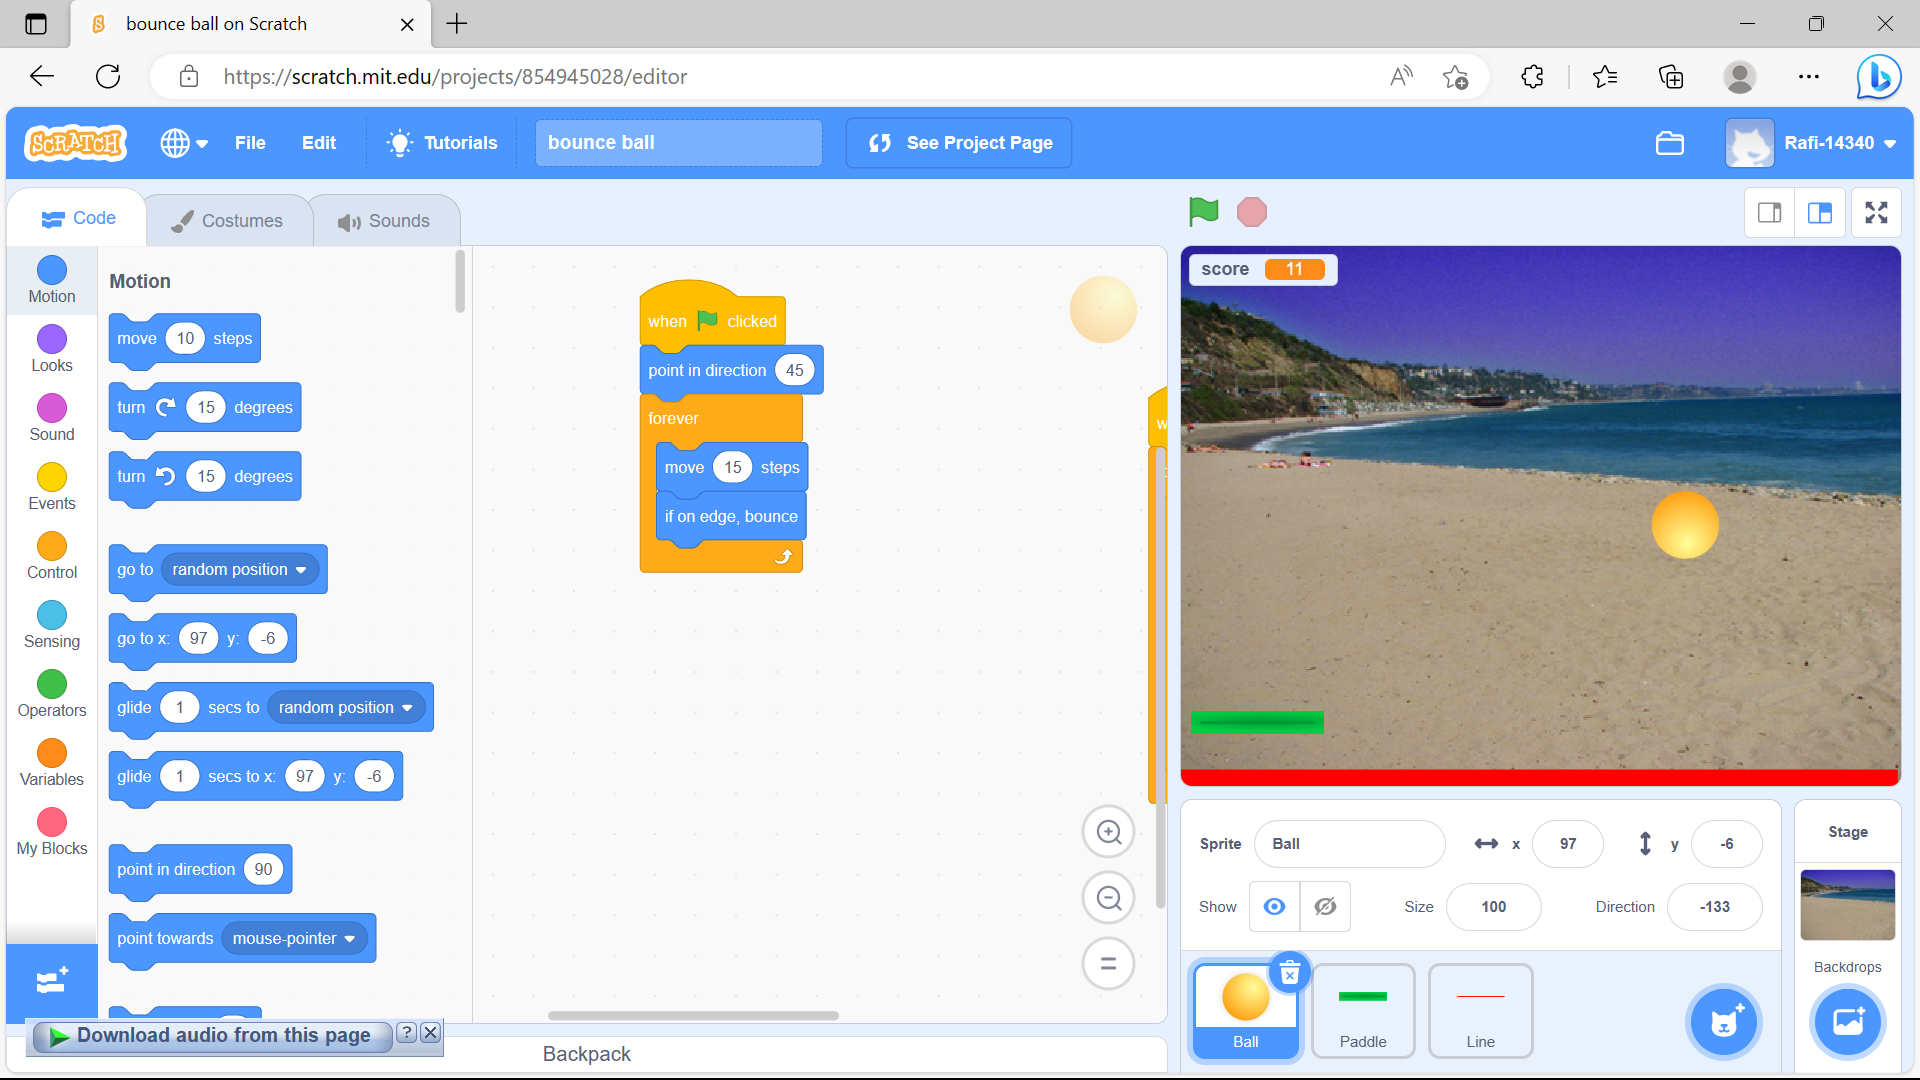 bounce ball on Scratch
https://scratch.mit.edu/projects/854945028/editor
SCRATCH
File
Edit
Tutorials
bounce ball
See Project Page
Rafi-14340
Code
Costumes
Sounds
Motion
Looks
Sound
Events
Control
Sensing
Operators
Variables
My Blocks
Motion
move 10 steps
turn 15 degrees
turn 15 degrees
go to random position
go to x: 97 y: -6
glide 1 secs to random position
glide 1 secs to x: 97 y: -6
point in direction 90
point towards mouse-pointer
when clicked
point in direction 45
forever
move 15 steps
if on edge, bounce
w
score 11
Sprite Ball x 97 y -6
Show Size 100 Direction -133
Ball
Paddle
Line
Stage
Backdrops
Download audio from this page ?
Backpack